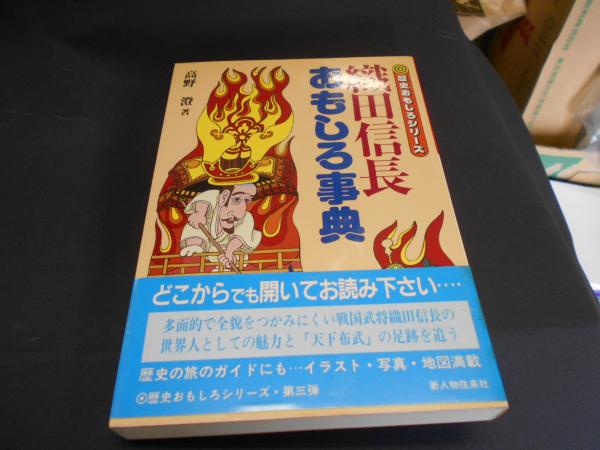 ◎歴史おもしろシリーズ
織田信長
おもしろ事典
高野 澄 著
どこからでも開いてお読み下さい‥‥
多面的で全貌をつかみにくい戦国武将織田信長の
世界人としての魅力と「天下布武」の足跡を追う
歴史の旅のガイドにも…イラスト・写真・地図満載
◎歴史おもしろシリーズ・第三弾
新人物往来社